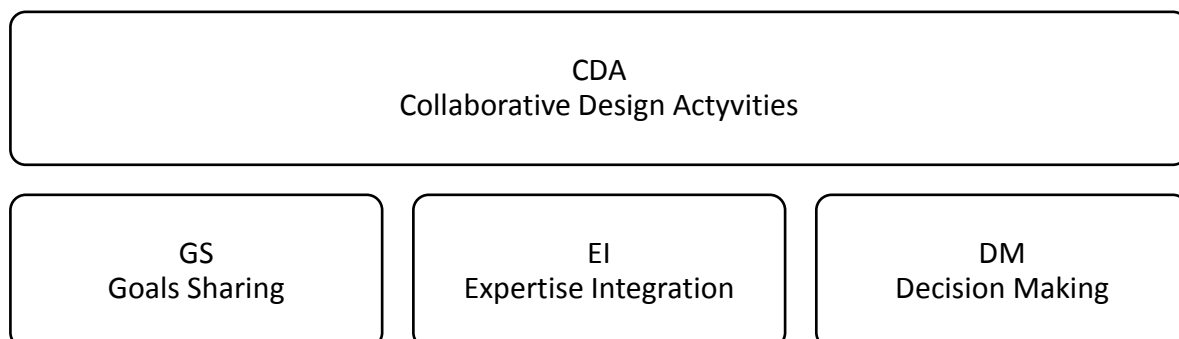 CDA
Collaborative Design Actyvities
GS
Goals Sharing
EI
Expertise Integration
DM
Decision Making